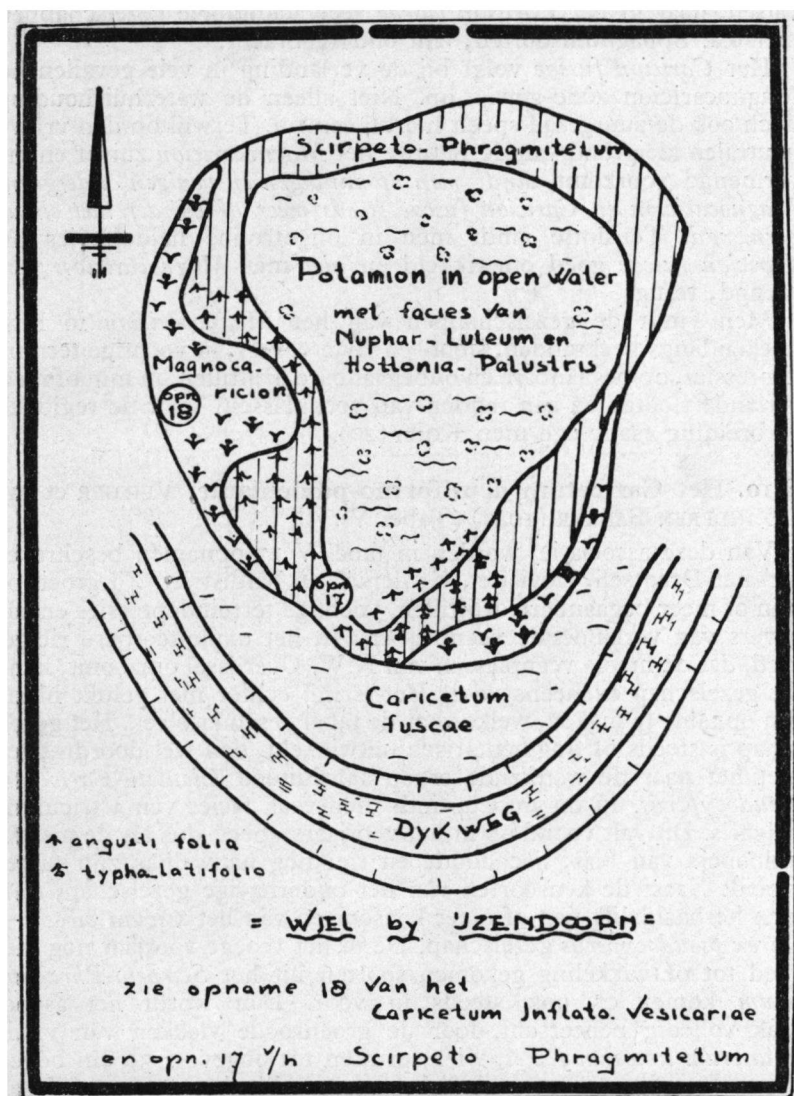 Scirpeto-Phragmitetum
Potamion in open Water
met facies van
Nuphar-Luteum en
Hottonia-Palustris
Magnoca-
ricion
opn.
18
opn.
17
Caricetum
fuscae
DYKWEG
angusti folia
typha latifolio
= WJEL by IJZENDOORN =
zie opname 18 van het
Caricetum Inflato. Vesicariae
en opn. 17 v/h Scirpeto Phragmitetum